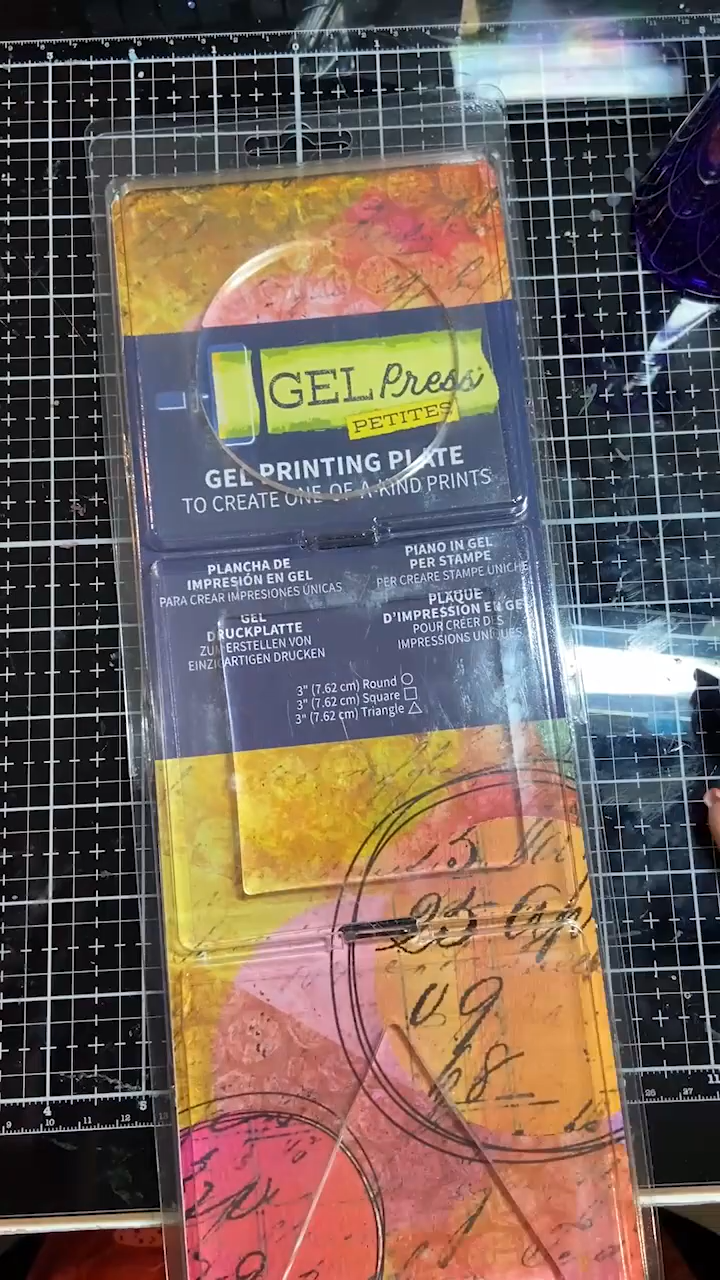 GEL Press
PETITES
GEL PRINTING PLATE
TO CREATE ONE-OF-A-KIND PRINTS
PLANCHA DE
IMPRESIÓN EN GEL
PARA CREAR IMPRESIONES ÚNICAS
PIANO IN GEL
PER STAMPE
PER CREARE STAMPE UNICHE
GEL
DRUCKPLATTE
ZUM ERSTELLEN VON
EINZIGARTIGEN DRUCKEN
PLAQUE
D'IMPRESSION EN GEL
POUR CRÉER DES
IMPRESSIONS UNIQUES
3" (7.62 cm) Round
3" (7.62 cm) Square
3" (7.62 cm) Triangle